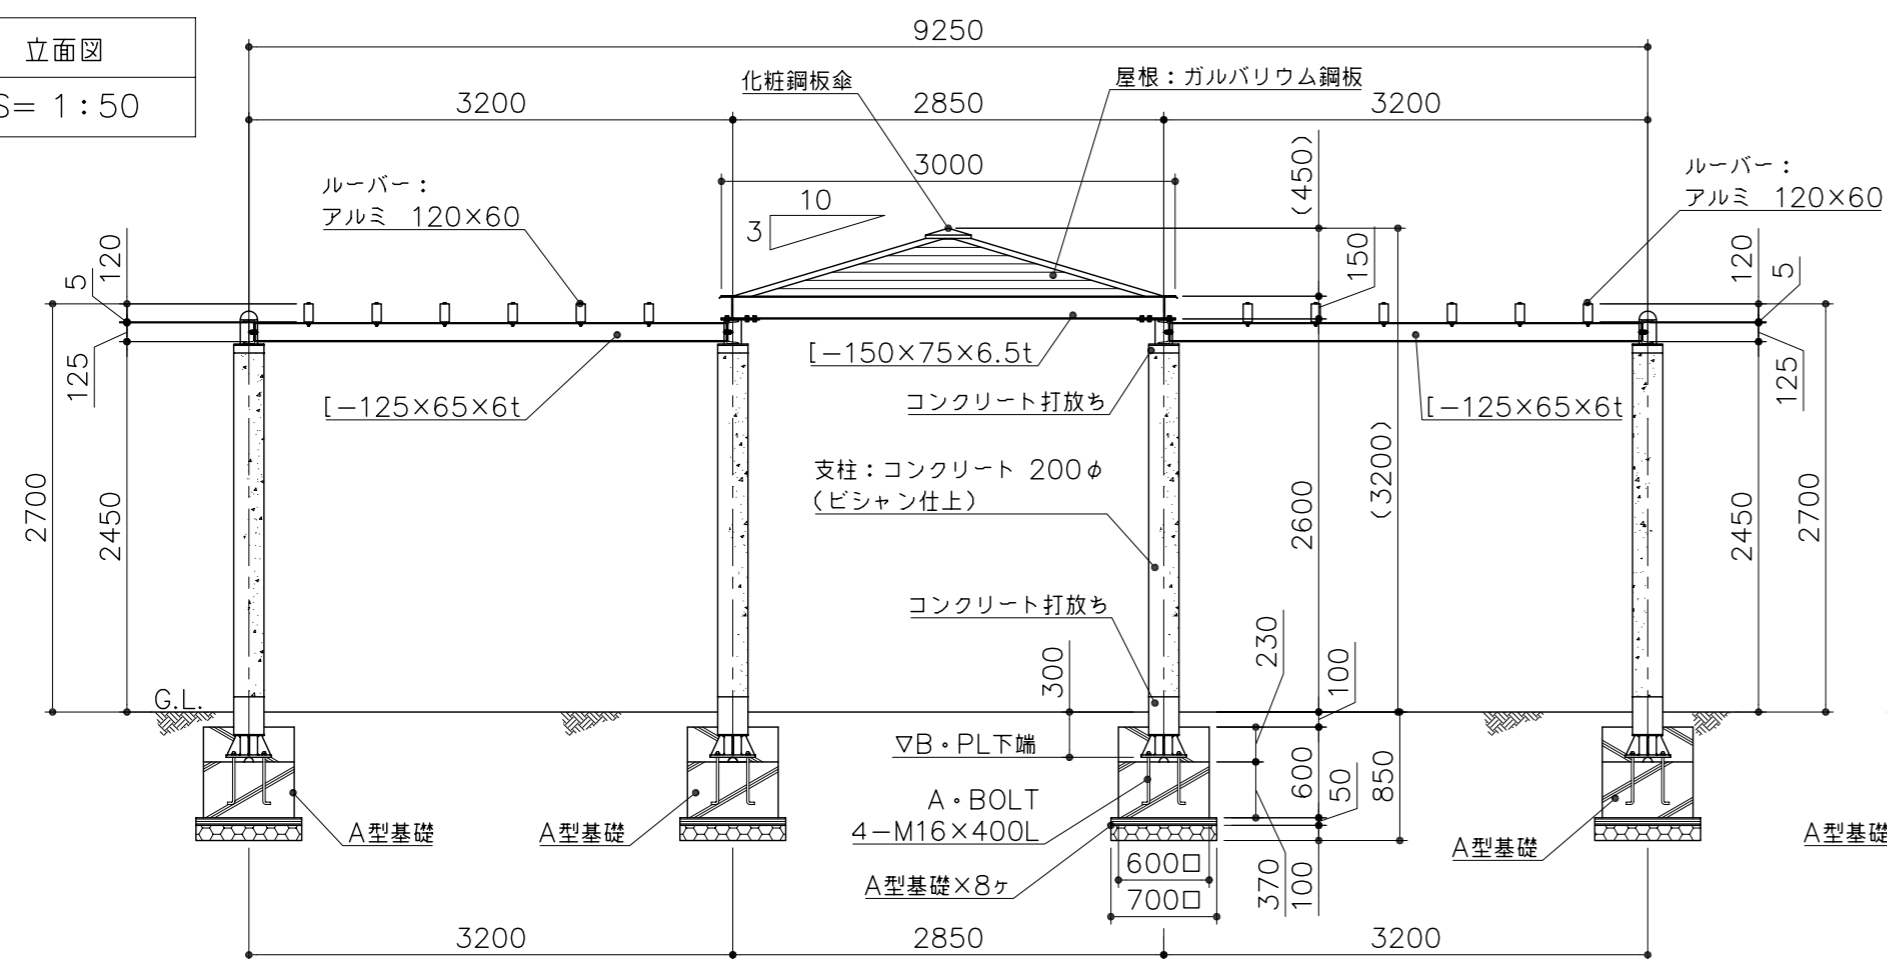 立面図
S= 1:50
9250
化粧鋼板傘
屋根：ガルバリウム鋼板
3200
2850
3200
3000
(450)
ルーバー：
アルミ 120×60
10
3
ルーバー：
アルミ 120×60
5
120
150
120
5
[-150×75×6.5t
125
[-125×65×6t
コンクリート打放ち
[-125×65×6t
125
2700
2450
支柱：コンクリート 200φ
(ビシャン仕上)
2600
(3200)
2450
2700
コンクリート打放ち
300
230
100
G.L.
▽B・PL下端
A・BOLT
4-M16×400L
600
50
850
A型基礎
A型基礎
A型基礎
A型基礎
600□
700□
370
100
A型基礎×8ヶ
3200
2850
3200